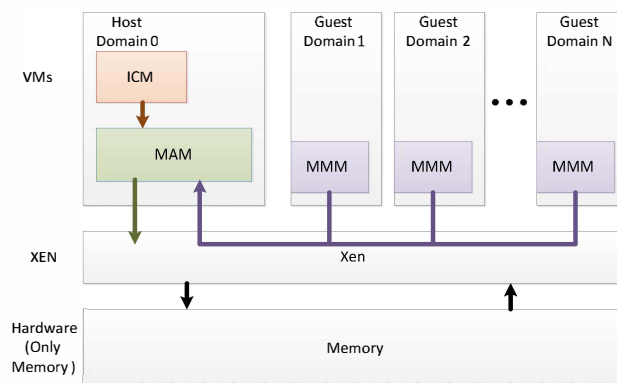 Host
Domain 0
Guest
Domain 1
Guest
Domain 2
Guest
Domain N
VMs
ICM
MAM
MMM
MMM
MMM
XEN
Xen
Hardware
(Only
Memory)
Memory